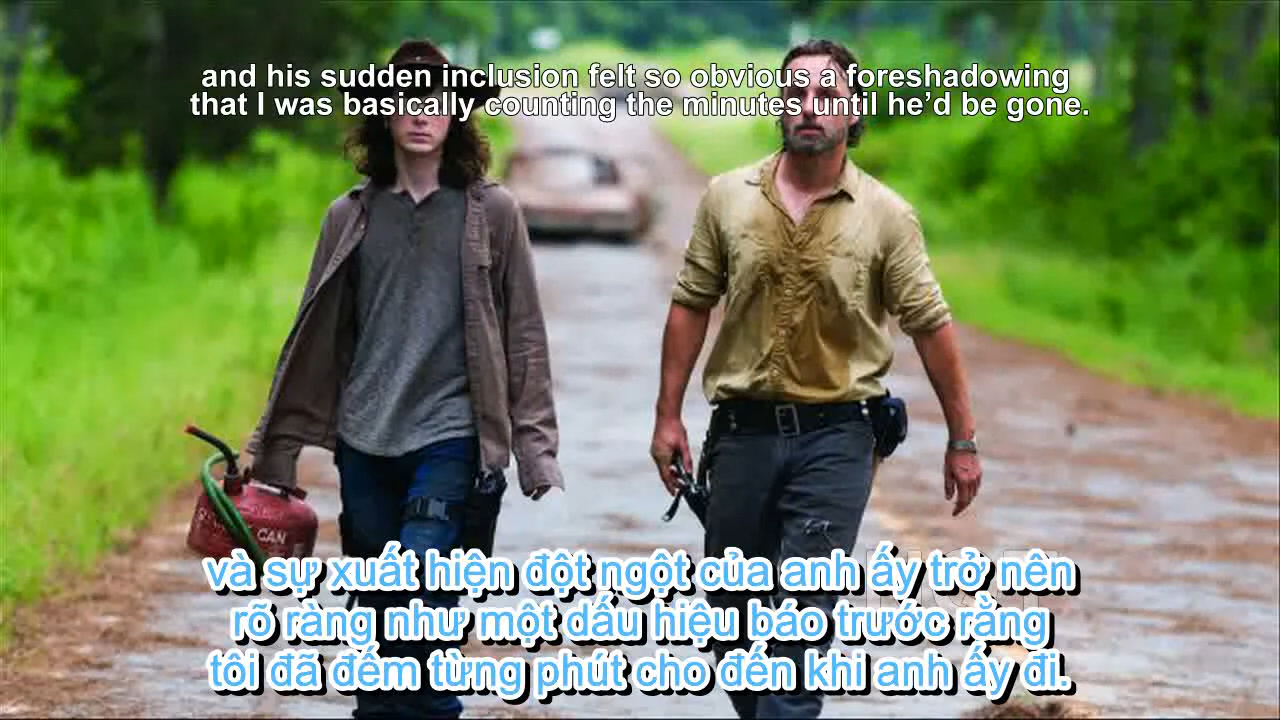 and his sudden inclusion felt so obvious a foreshadowing
that I was basically counting the minutes until he’d be gone.
CAN
và sự xuất hiện đột ngột của anh ấy trở nên
rõ ràng như một dấu hiệu báo trước rằng
tôi đã đếm từng phút cho đến khi anh ấy đi.